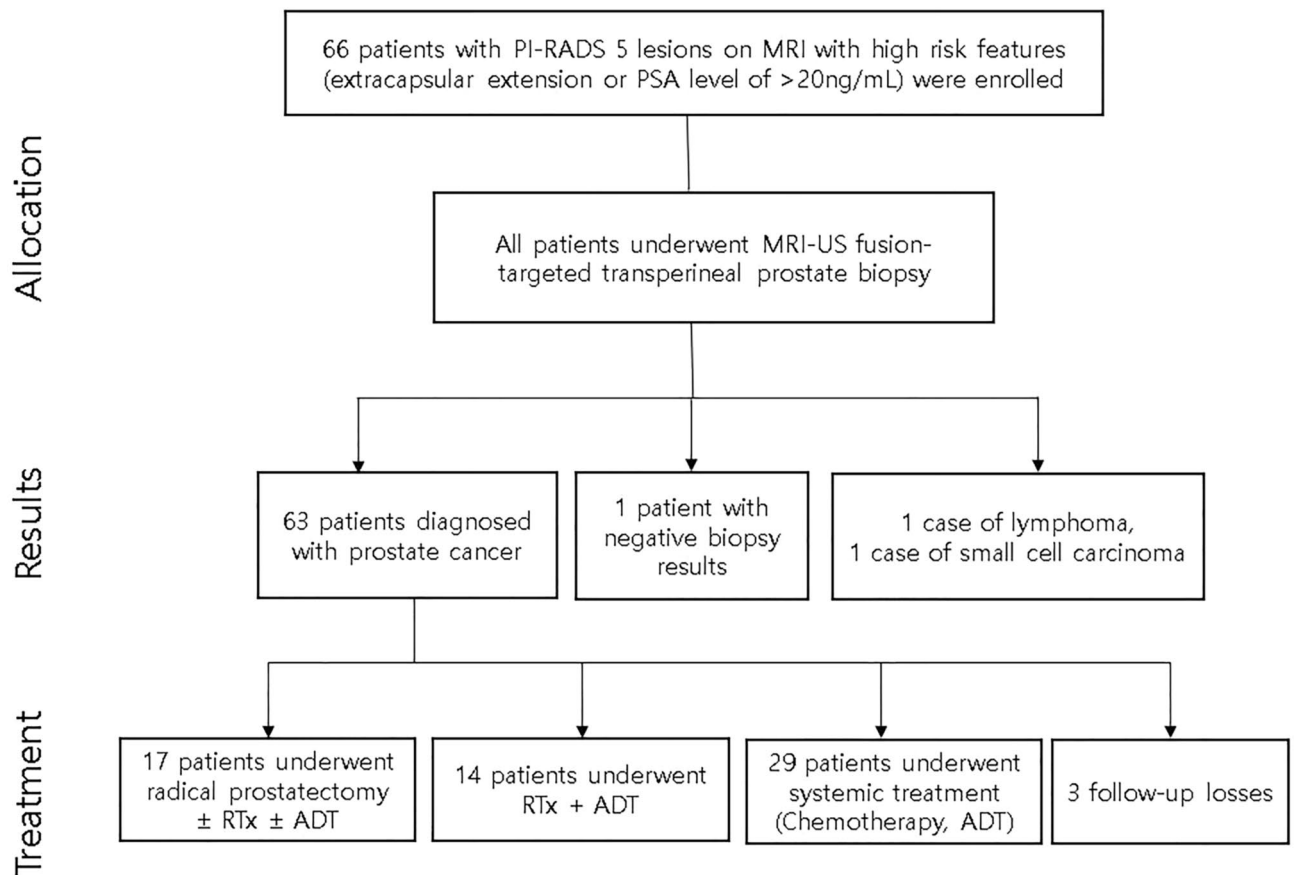 66 patients with PI-RADS 5 lesions on MRI with high risk features
(extracapsular extension or PSA level of >20ng/mL) were enrolled
Allocation
All patients underwent MRI-US fusion-
targeted transperineal prostate biopsy
Results
63 patients diagnosed
with prostate cancer
1 patient with
negative biopsy
results
1 case of lymphoma,
1 case of small cell carcinoma
Treatment
17 patients underwent
radical prostatectomy
± RTx ± ADT
14 patients underwent
RTx + ADT
29 patients underwent
systemic treatment
(Chemotherapy, ADT)
3 follow-up losses